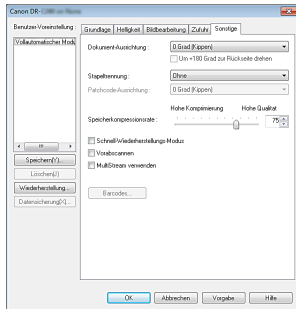 Canon DR-
Benutzer-Voreinstellung :
Vollautomatischer Modu
Speichern(Y)...
Löschen(J)
Wiederherstellung...
Datensicherung(X)...
Grundlage Helligkeit Bildbearbeitung Zufuhr Sonstige
Dokument-Ausrichtung : 0 Grad [Kippen]
Um +180 Grad zur Rückseite drehen
Stapeltrennung : Ohne
Patchcode-Ausrichtung : 0 Grad [Kippen]
Hohe Komprimierung Hohe Qualität
Speicherkompressionsrate : 75
Schnell-Wiederherstellungs-Modus
Vorabscannen
MultiStream verwenden
Barcodes...
OK Abbrechen Vorgabe Hilfe